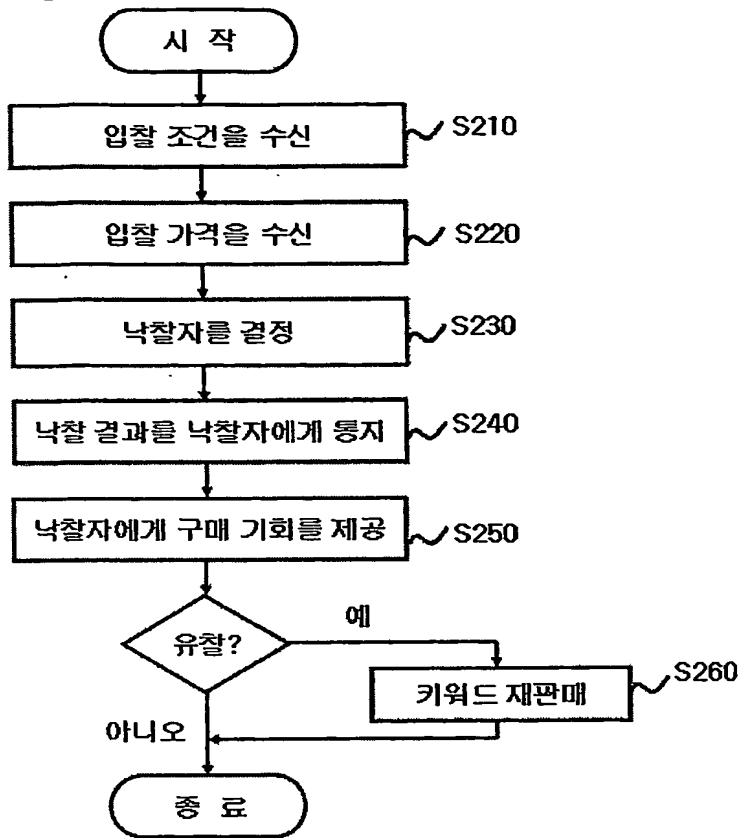 시 작
입찰 조건을 수신
S210
입찰 가격을 수신
S220
낙찰자를 결정
S230
낙찰 결과를 낙찰자에게 통지
S240
낙찰자에게 구매 기회를 제공
S250
유찰?
예
키워드 재판매
S260
아니오
종 료